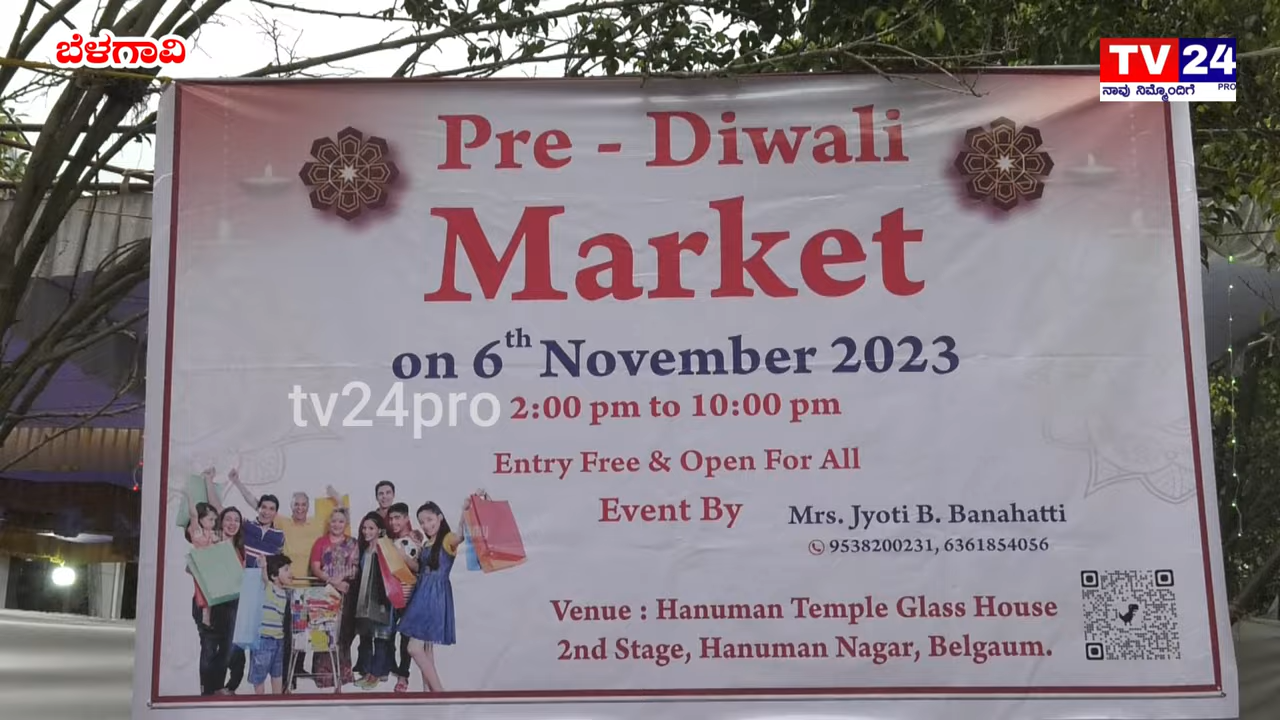 ಬೆಳಗಾವಿ
TV 24
PRO
ನಾವು ನಿಮ್ಮೊಂದಿಗೆ
Pre - Diwali
Market
on 6th November 2023
tv24pro
2:00 pm to 10:00 pm
Entry Free & Open For All
Event By Mrs. Jyoti B. Banahatti
9538200231, 6361854056
Venue : Hanuman Temple Glass House
2nd Stage, Hanuman Nagar, Belgaum.